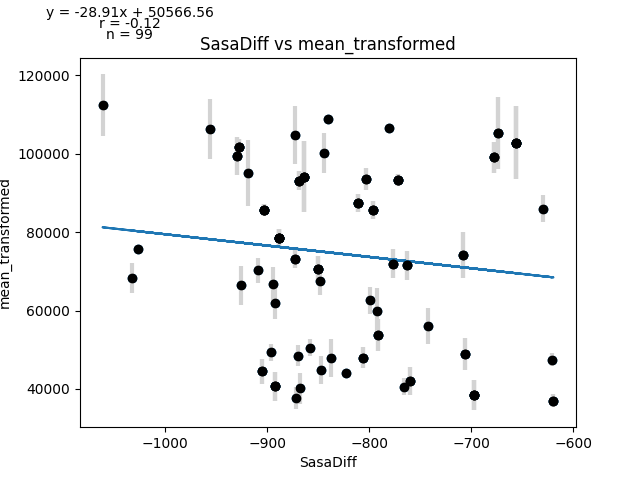 y = -28.91x + 50566.56
r = -0.12
n = 99
SasaDiff vs mean_transformed
120000
100000
80000
60000
40000
mean_transformed
−1000
−900
−800
−700
−600
SasaDiff